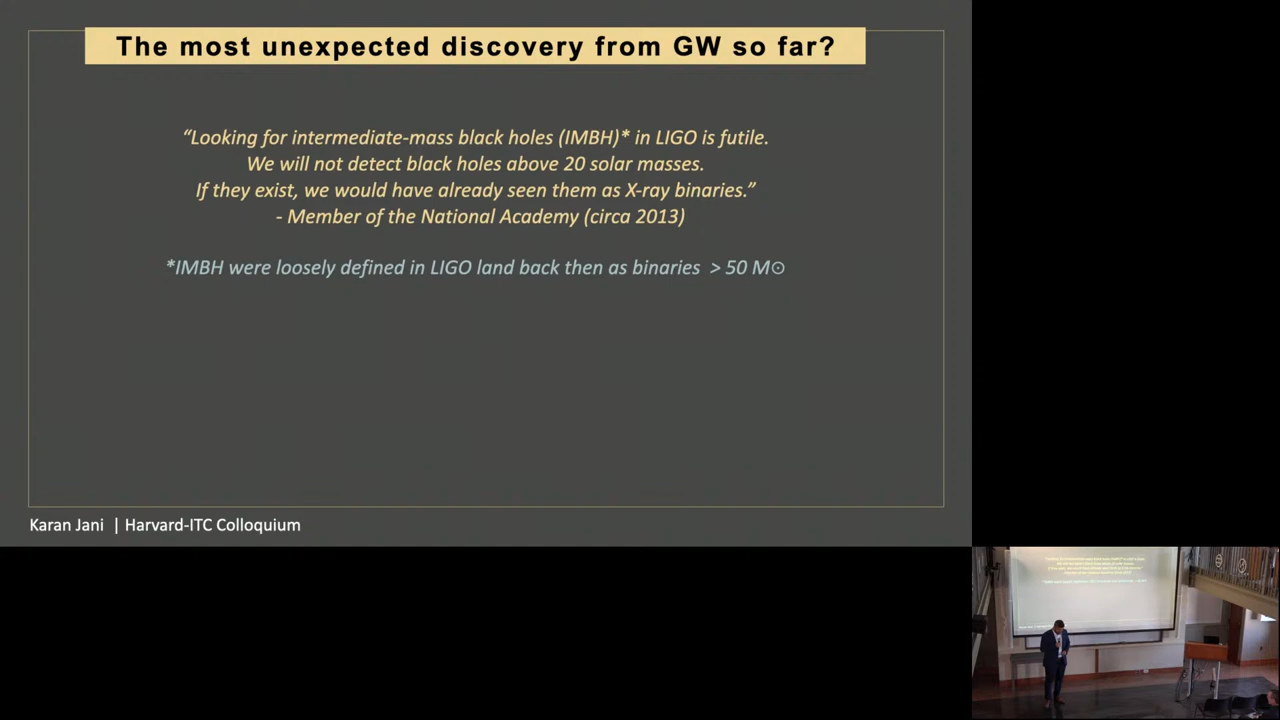 The most unexpected discovery from GW so far?
“Looking for intermediate-mass black holes (IMBH)* in LIGO is futile.
We will not detect black holes above 20 solar masses.
If they exist, we would have already seen them as X-ray binaries.”
- Member of the National Academy (circa 2013)
*IMBH were loosely defined in LIGO land back then as binaries > 50 M☉
Karan Jani | Harvard-ITC Colloquium